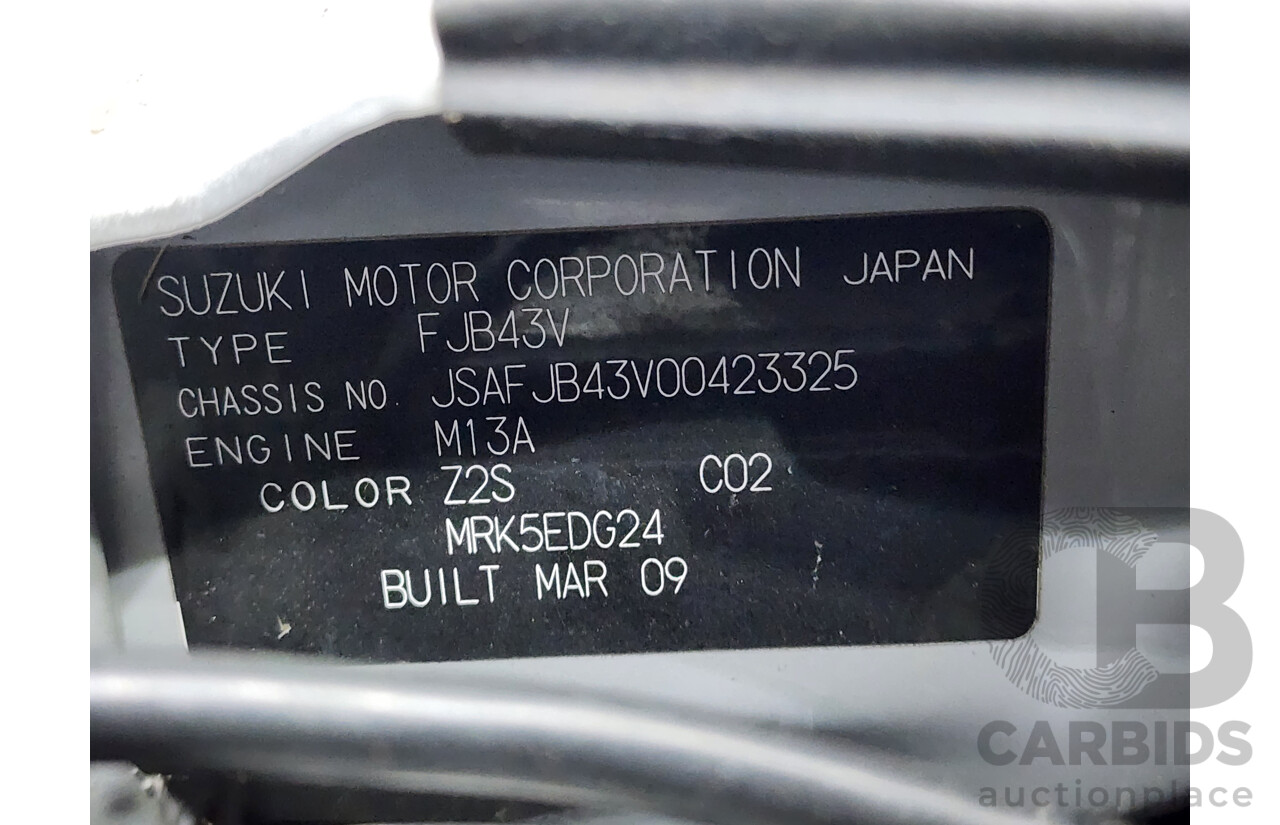 SUZUKI MOTOR CORPORATION JAPAN
TYPE FJB43V
CHASSIS NO. JSAFJB43V00423325
ENGINE M13A
COLOR Z2S C02
MRK5EDG24
BUILT MAR 09
CARBIDS
auctionplace